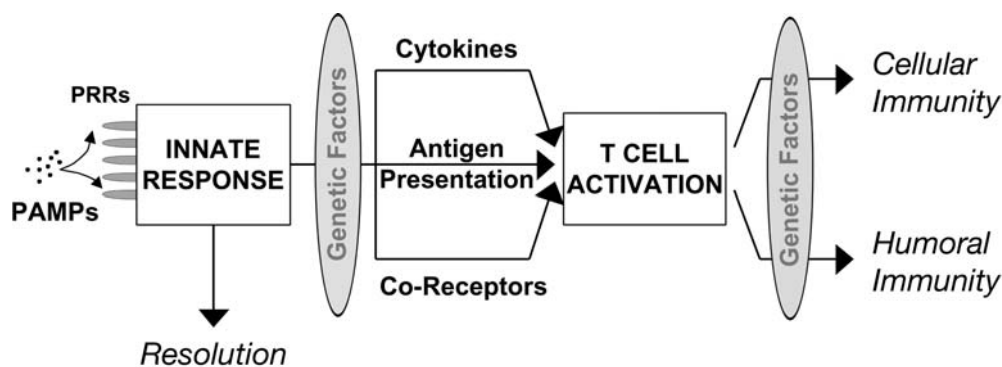 PRRs
PAMPs
INNATE
RESPONSE
Resolution
Genetic Factors
Cytokines
Antigen
Presentation
Co-Receptors
T CELL
ACTIVATION
Genetic Factors
Cellular
Immunity
Humoral
Immunity